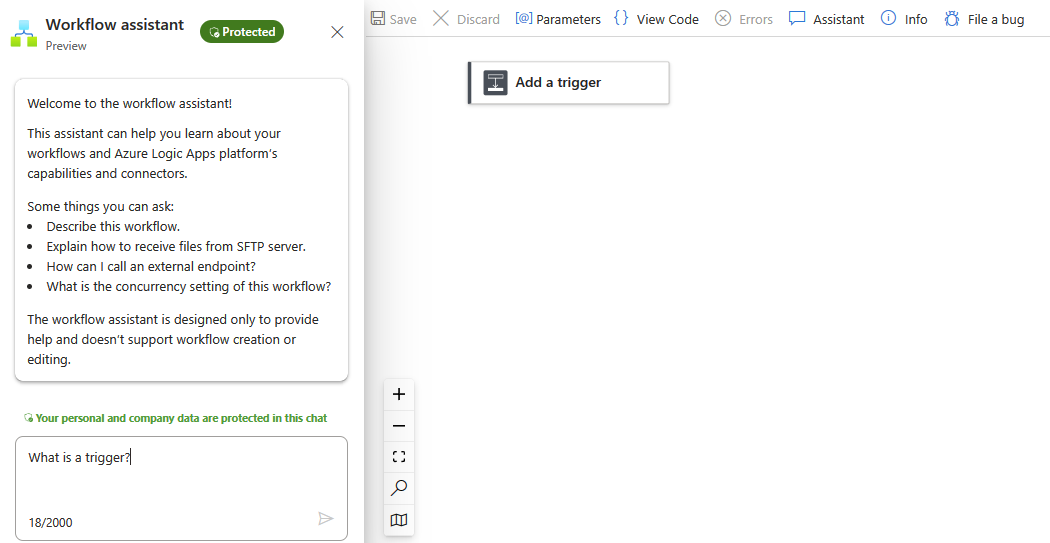 Workflow assistant
Protected
Preview
Welcome to the workflow assistant!
This assistant can help you learn about your
workflows and Azure Logic Apps platform's
capabilities and connectors.
Some things you can ask:
• Describe this workflow.
• Explain how to receive files from SFTP server.
• How can I call an external endpoint?
• What is the concurrency setting of this workflow?
The workflow assistant is designed only to provide
help and doesn't support workflow creation or
editing.
Your personal and company data are protected in this chat
What is a trigger?
18/2000
Save Discard [@] Parameters {} View Code Errors Assistant Info File a bug
Add a trigger